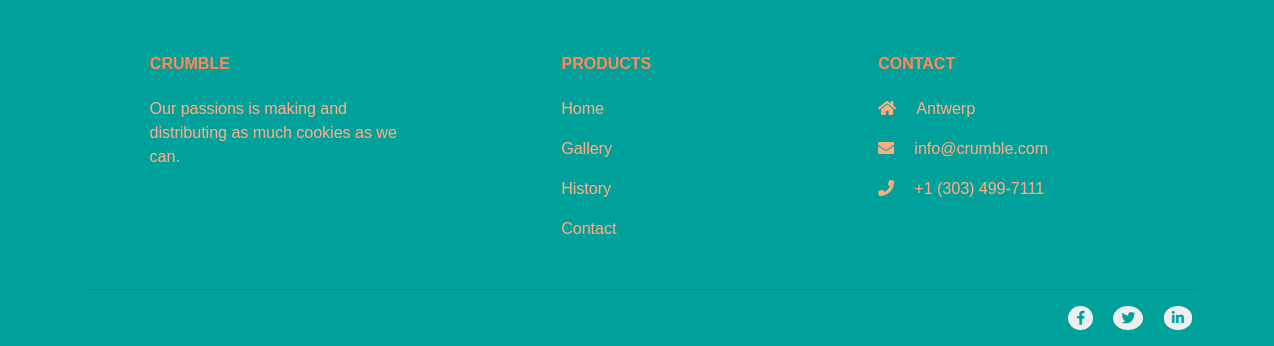 CRUMBLE
Our passions is making and
distributing as much cookies as we
can.
PRODUCTS
Home
Gallery
History
Contact
CONTACT
Antwerp
info@crumble.com
+1 (303) 499-7111